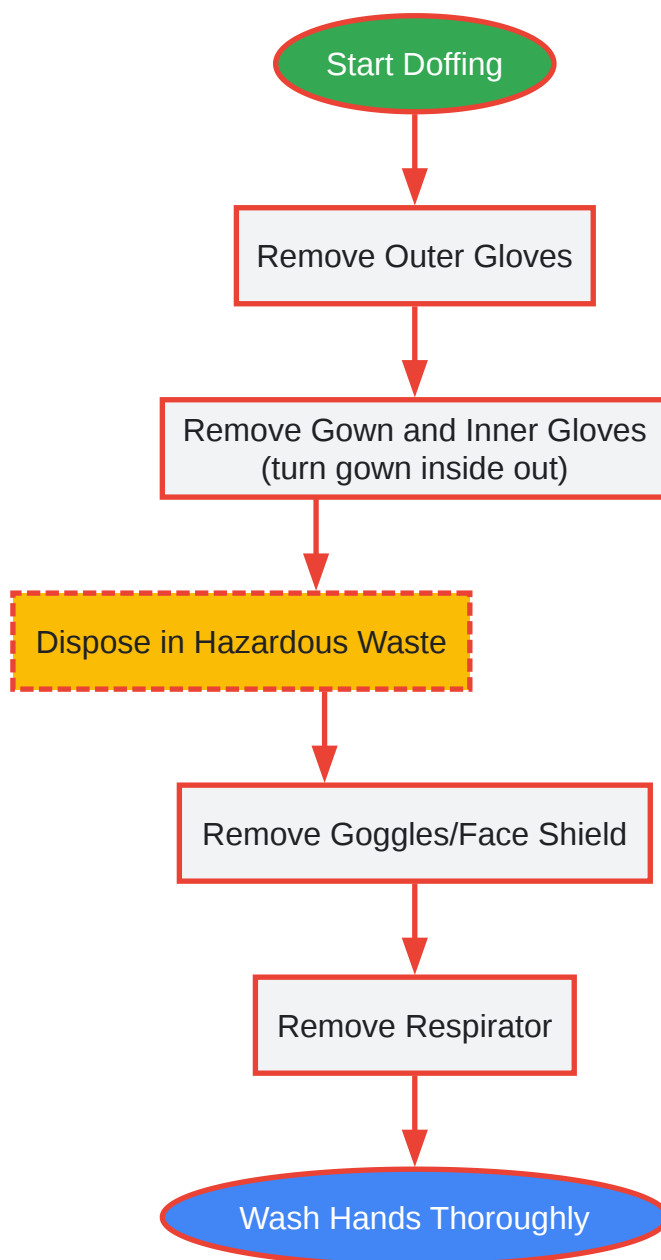 Start Doffing
Remove Outer Gloves
Remove Gown and Inner Gloves
(turn gown inside out)
Dispose in Hazardous Waste
Remove Goggles/Face Shield
Remove Respirator
Wash Hands Thoroughly